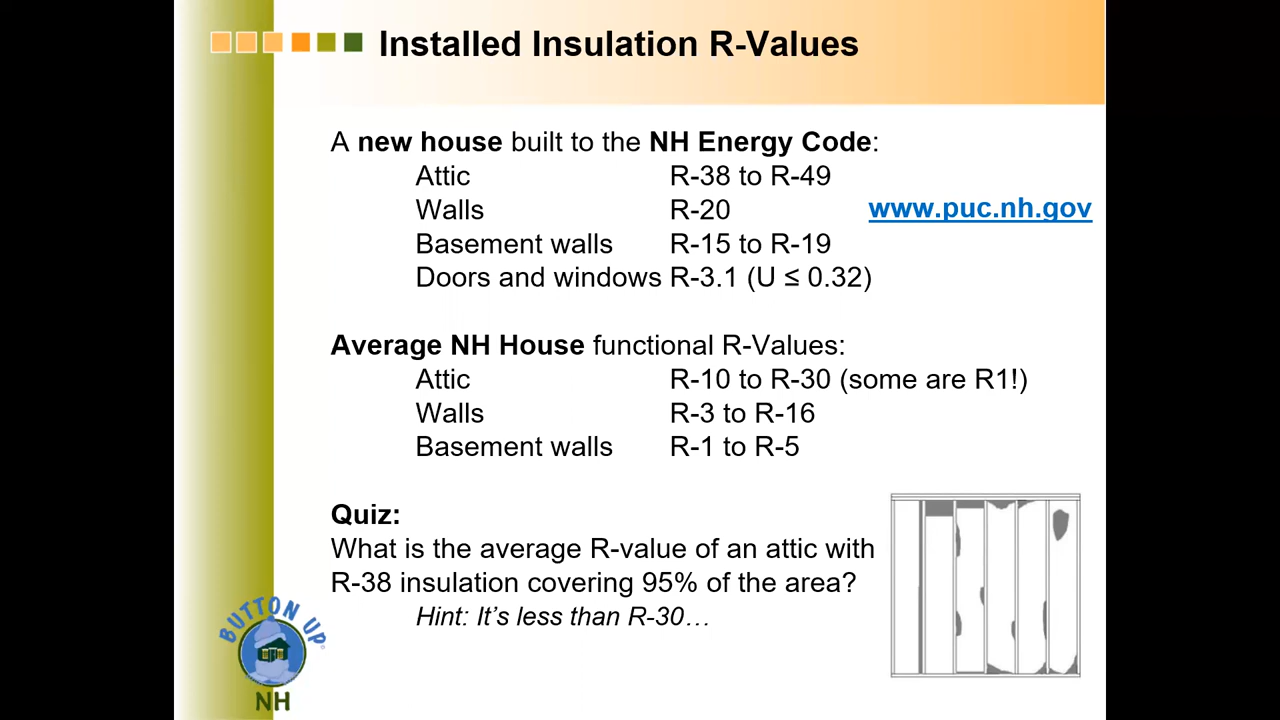 Installed Insulation R-Values
A new house built to the NH Energy Code:
Attic R-38 to R-49
Walls R-20 www.puc.nh.gov
Basement walls R-15 to R-19
Doors and windows R-3.1 (U ≤ 0.32)
Average NH House functional R-Values:
Attic R-10 to R-30 (some are R1!)
Walls R-3 to R-16
Basement walls R-1 to R-5
Quiz:
What is the average R-value of an attic with
R-38 insulation covering 95% of the area?
Hint: It's less than R-30…
BUTTON UP
NH